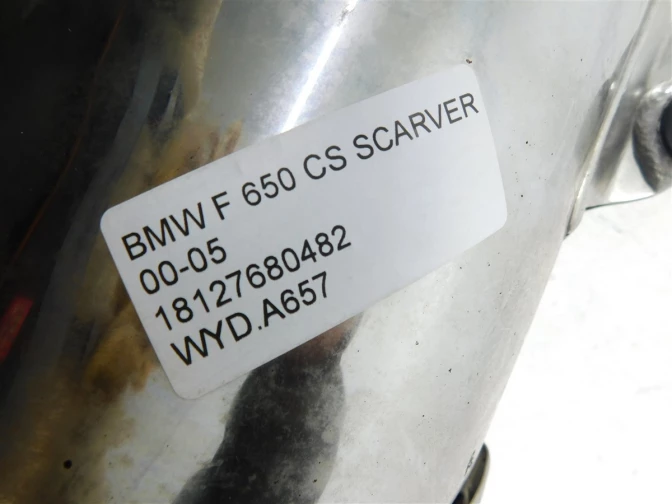 BMW F 650 CS SCARVER
00-05
18127680482
WYD.A657